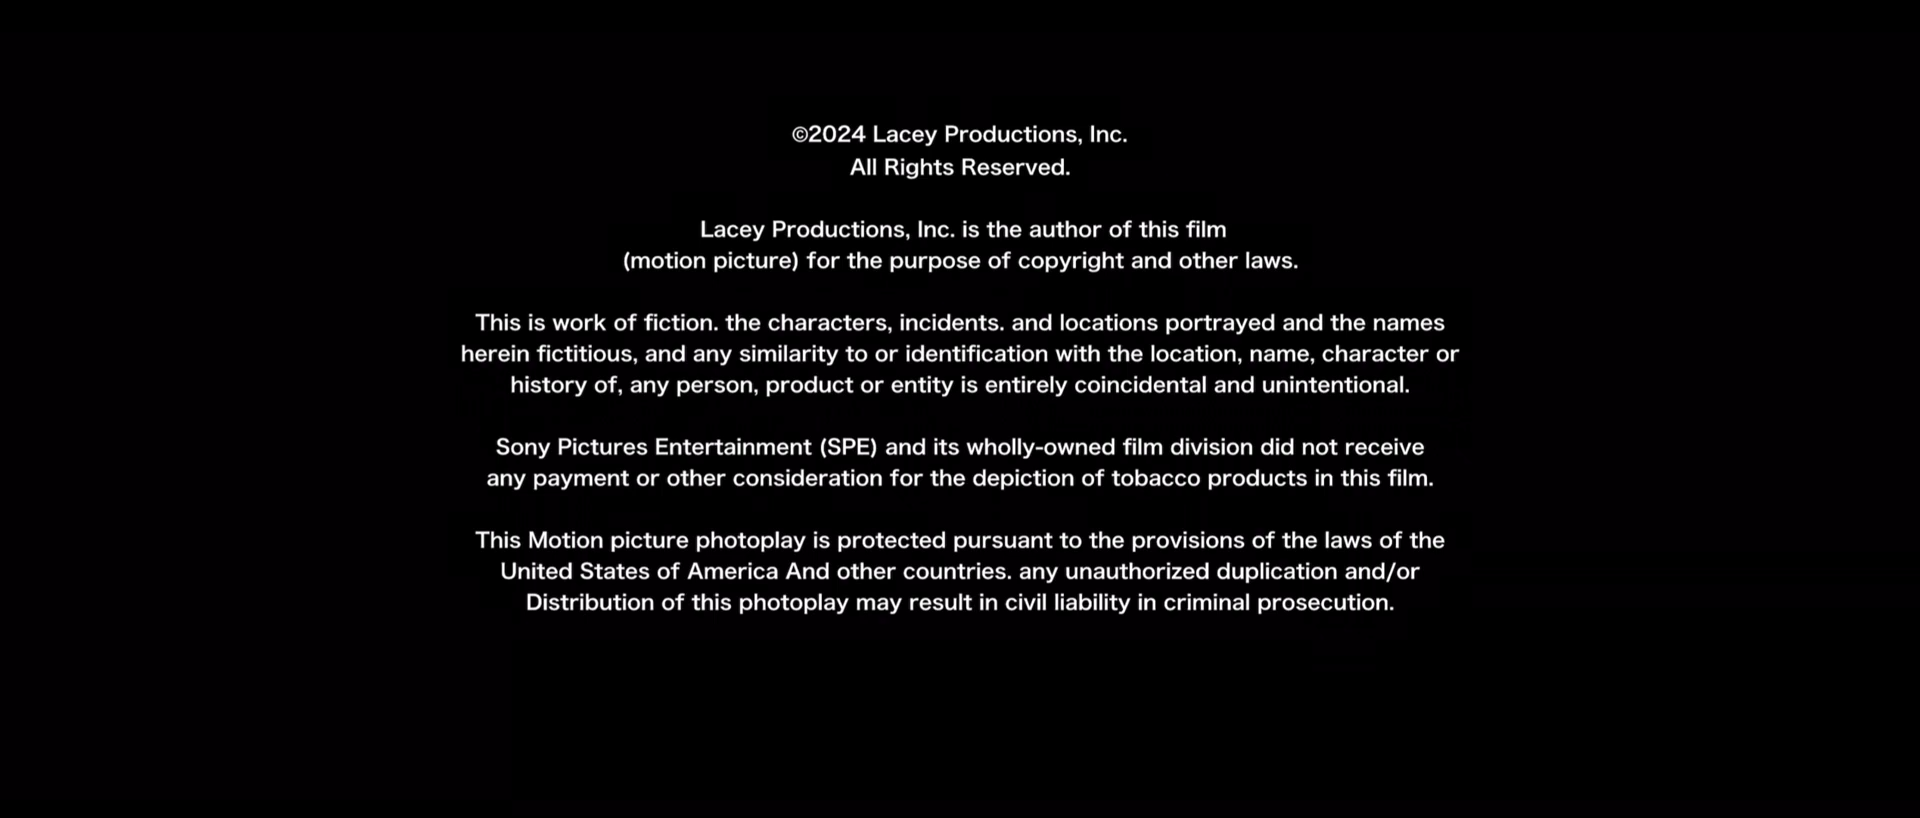 ©2024 Lacey Productions, Inc.
All Rights Reserved.
Lacey Productions, Inc. is the author of this film
(motion picture) for the purpose of copyright and other laws.
This is work of fiction. the characters, incidents. and locations portrayed and the names
herein fictitious, and any similarity to or identification with the location, name, character or
history of, any person, product or entity is entirely coincidental and unintentional.
Sony Pictures Entertainment (SPE) and its wholly-owned film division did not receive
any payment or other consideration for the depiction of tobacco products in this film.
This Motion picture photoplay is protected pursuant to the provisions of the laws of the
United States of America And other countries. any unauthorized duplication and/or
Distribution of this photoplay may result in civil liability in criminal prosecution.